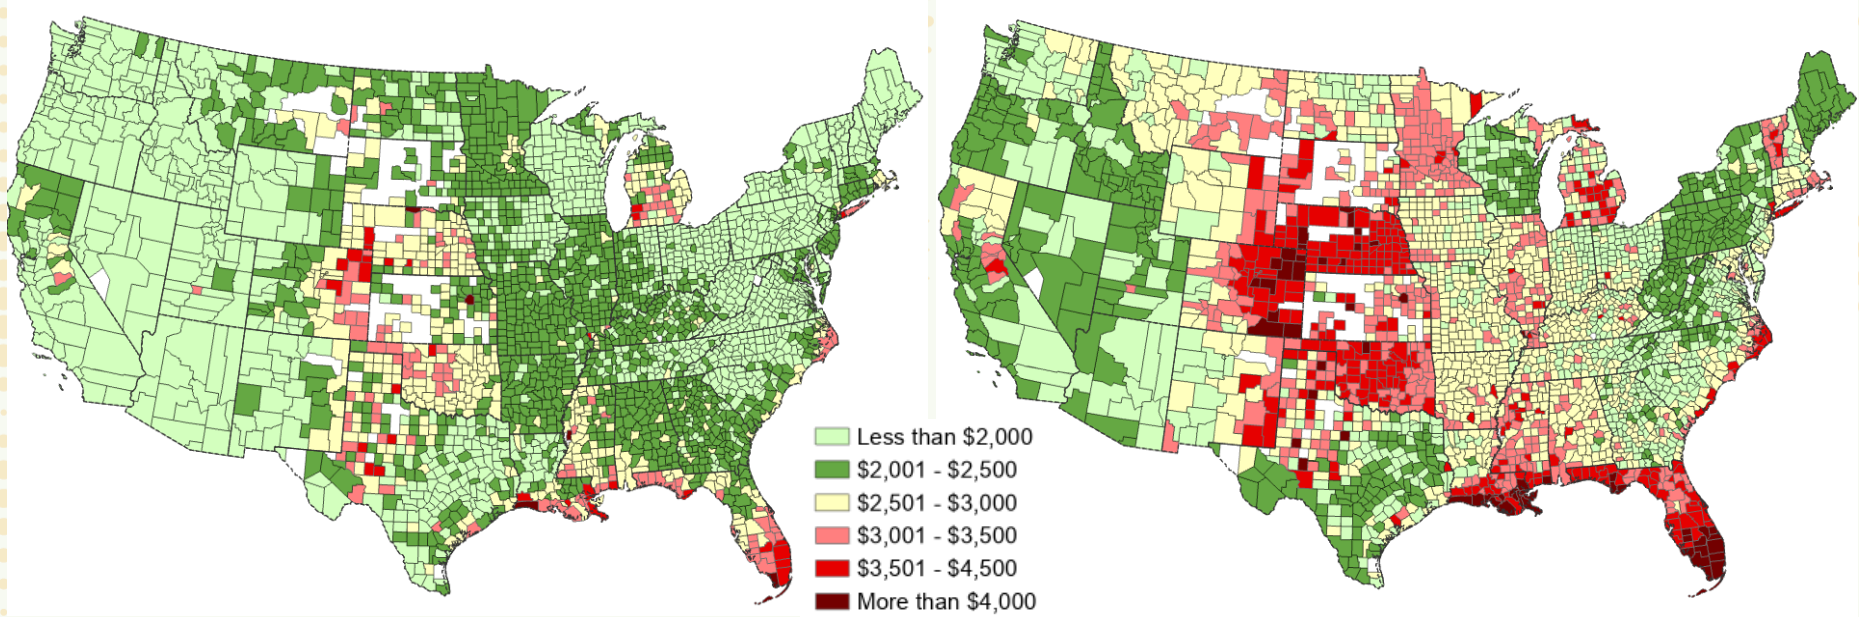 Less than $2,000
$2,001 - $2,500
$2,501 - $3,000
$3,001 - $3,500
$3,501 - $4,500
More than $4,000